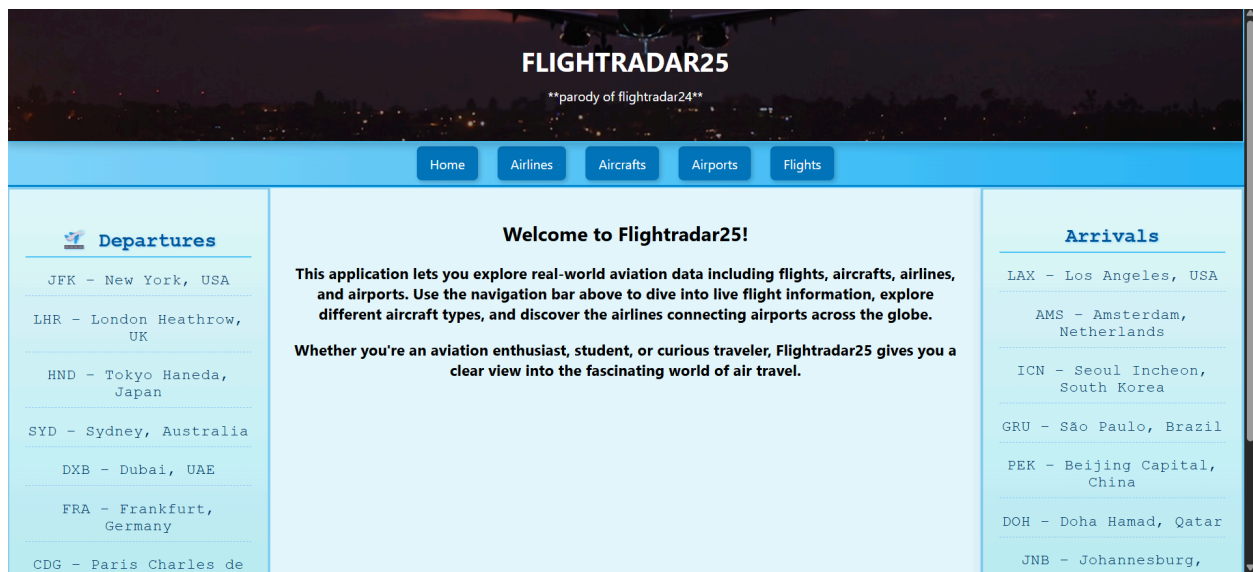 FLIGHTRADAR25
**parody of flightradar24**
Home
Airlines
Aircrafts
Airports
Flights
Departures
JFK - New York, USA
LHR - London Heathrow,
UK
HND - Tokyo Haneda,
Japan
SYD - Sydney, Australia
DXB - Dubai, UAE
FRA - Frankfurt,
Germany
CDG - Paris Charles de
Welcome to Flightradar25!
This application lets you explore real-world aviation data including flights, aircrafts, airlines,
and airports. Use the navigation bar above to dive into live flight information, explore
different aircraft types, and discover the airlines connecting airports across the globe.
Whether you're an aviation enthusiast, student, or curious traveler, Flightradar25 gives you a
clear view into the fascinating world of air travel.
Arrivals
LAX - Los Angeles, USA
AMS - Amsterdam,
Netherlands
ICN - Seoul Incheon,
South Korea
GRU - São Paulo, Brazil
PEK - Beijing Capital,
China
DOH - Doha Hamad, Qatar
JNB - Johannesburg,